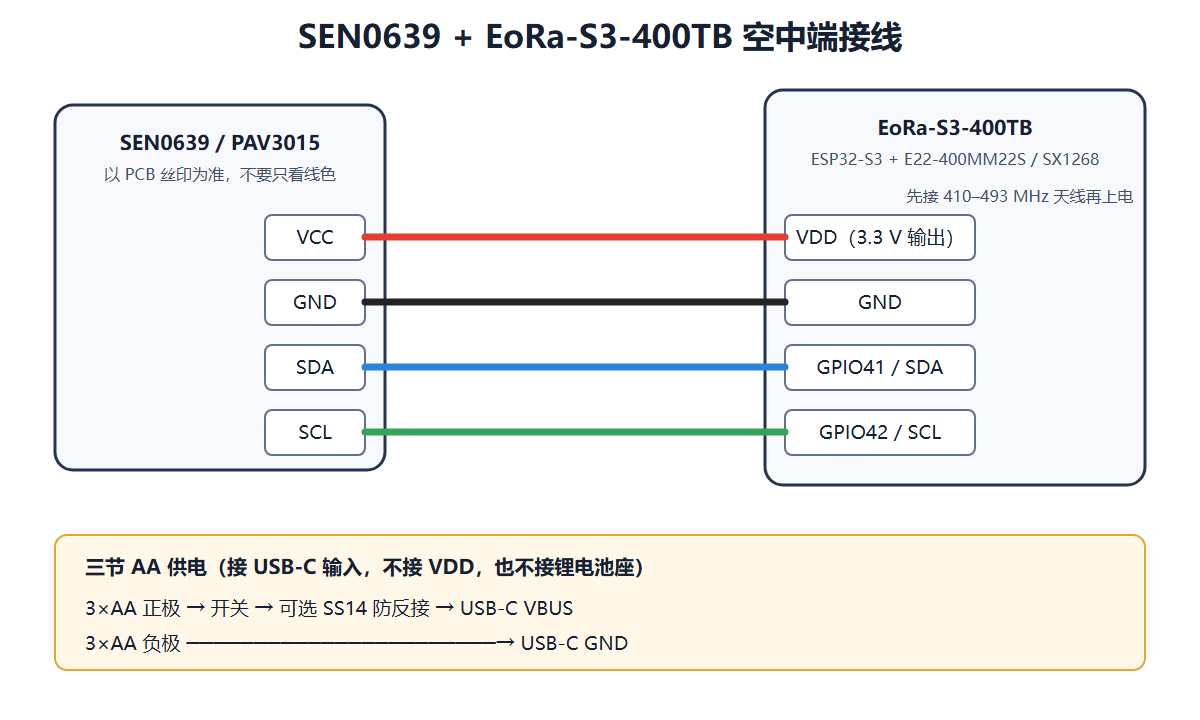 SEN0639 + EoRa-S3-400TB 空中端接线
SEN0639 / PAV3015
以 PCB 丝印为准，不要只看线色
VCC
GND
SDA
SCL
EoRa-S3-400TB
ESP32-S3 + E22-400MM22S / SX1268
先接 410–493 MHz 天线再上电
VDD（3.3 V 输出）
GND
GPIO41 / SDA
GPIO42 / SCL
三节 AA 供电（接 USB-C 输入，不接 VDD，也不接锂电池座）
3×AA 正极 → 开关 → 可选 SS14 防反接 → USB-C VBUS
3×AA 负极 ────────────────────────→ USB-C GND